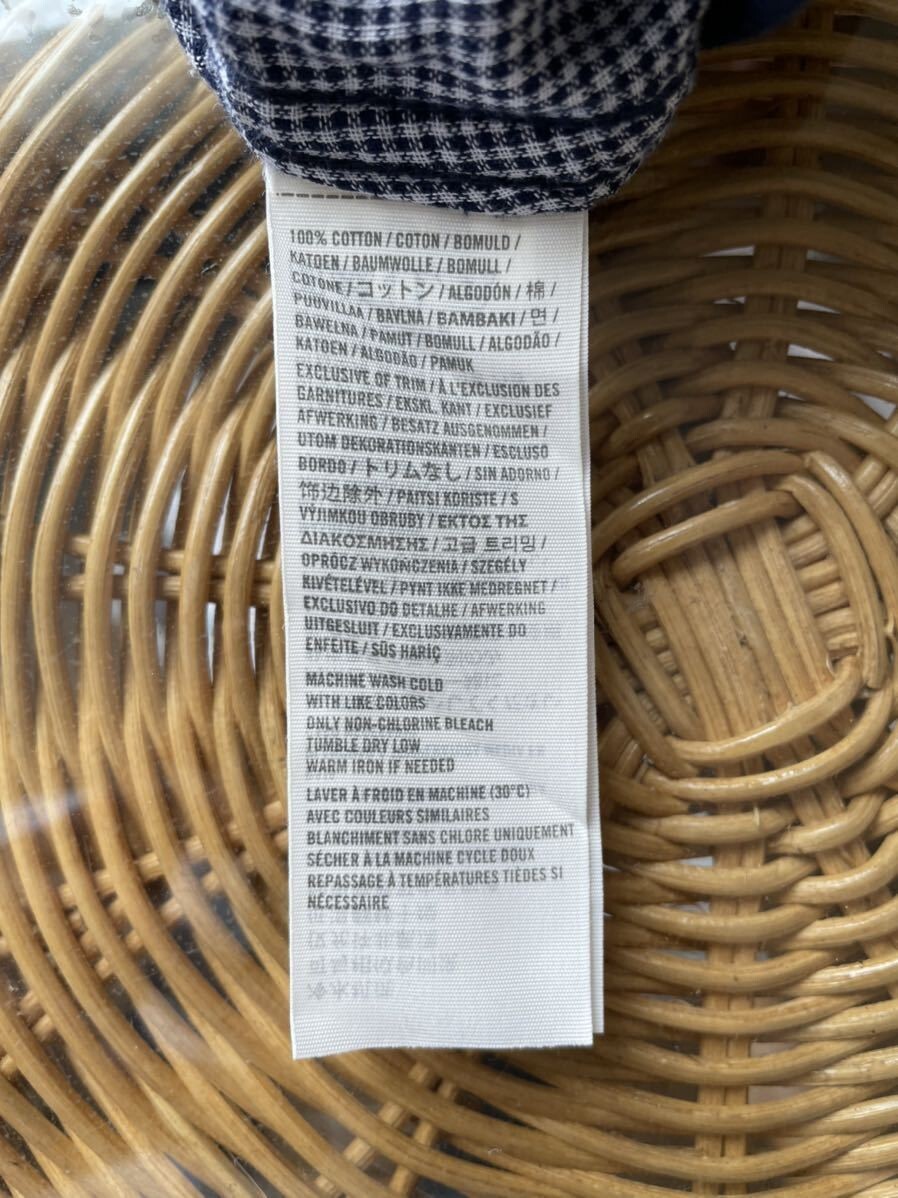 100% COTTON / COTON / BOMULD /
KATOEN / BAUMWOLLE / BOMULL /
COTONE / コットン / ALGODÓN / 棉 /
PUUVILLAA / BAVLNA / BAMBAKI / 면 /
BAWEŁNA / PAMUT / BOMULL / ALGODÃO /
KATOEN / ALGODÃO / PAMUK
EXCLUSIVE OF TRIM / À L'EXCLUSION DES
GARNITURES / EKSKL. KANT / EXCLUSIEF
AFWERKING / BESATZ AUSGENOMMEN /
UTOM DEKORATIONSKANTEN / ESCLUSO
BORDO / トリムなし / SIN ADORNO /
饰边除外 / PAITSI KORISTE / S
VÝJIMKOU OBRUBY / ΕΚΤΟΣ ΤΗΣ
ΔΙΑΚΟΣΜΗΣΗΣ / 고급 트리밍 /
OPRÓCZ WYKOŃCZENIA / SZEGÉLY
KIVÉTELÉVEL / PYNT IKKE MEDREGNET /
EXCLUSIVO DO DETALHE / AFWERKING
UITGESLUIT / EXCLUSIVAMENTE DO
ENFEITE / SÜS HARİÇ
MACHINE WASH COLD
WITH LIKE COLORS
ONLY NON-CHLORINE BLEACH
TUMBLE DRY LOW
WARM IRON IF NEEDED
LAVER À FROID EN MACHINE (30°C)
AVEC COULEURS SIMILAIRES
BLANCHIMENT SANS CHLORE UNIQUEMENT
SÉCHER À LA MACHINE CYCLE DOUX
REPASSAGE À TEMPÉRATURES TIÈDES SI
NÉCESSAIRE